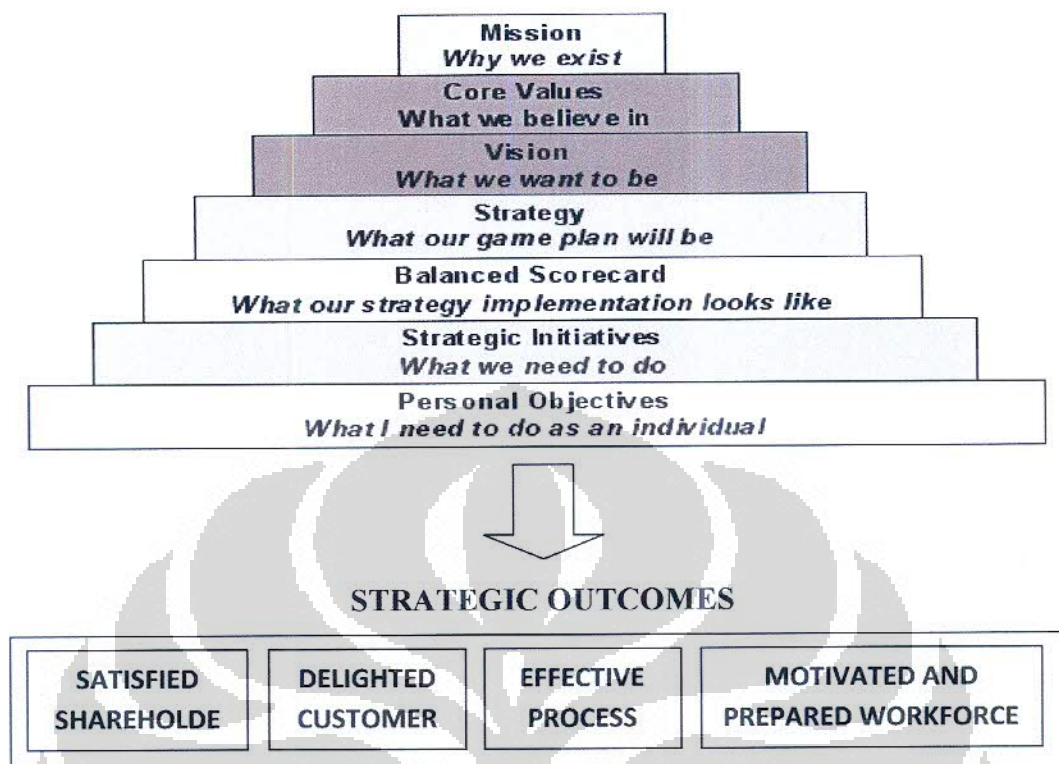 Mission
Why we exist
Core Values
What we believe in
Vision
What we want to be
Strategy
What our game plan will be
Balanced Scorecard
What our strategy implementation looks like
Strategic Initiatives
What we need to do
Personal Objectives
What I need to do as an individual
STRATEGIC OUTCOMES
SATISFIED
SHAREHOLDE
DELIGHTED
CUSTOMER
EFFECTIVE
PROCESS
MOTIVATED AND
PREPARED WORKFORCE